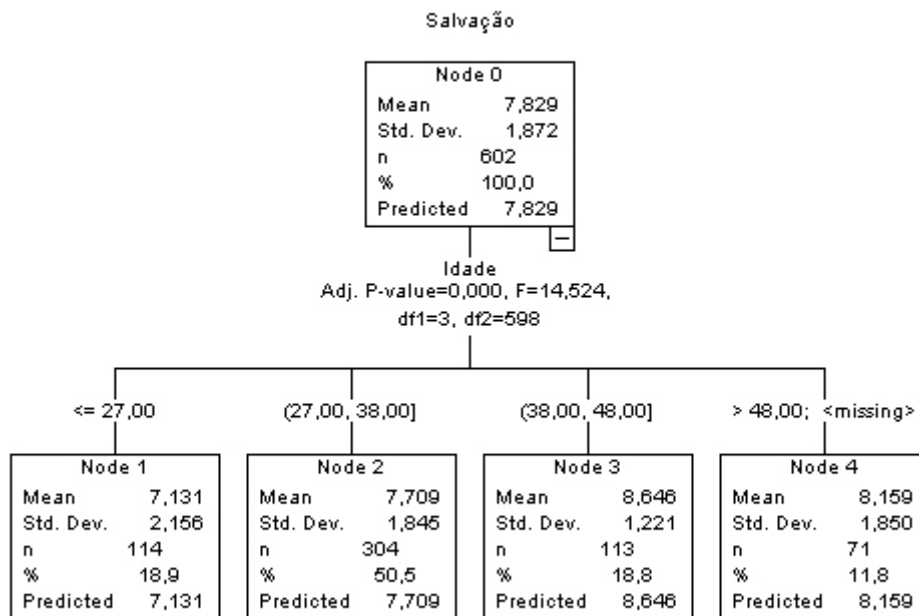 Salvação
Node 0
Mean 7,829
Std. Dev. 1,872
n 602
% 100,0
Predicted 7,829
Idade
Adj. P-value=0,000, F=14,524,
df1=3, df2=598
<= 27,00
(27,00, 38,00]
(38,00, 48,00]
> 48,00; <missing>
Node 1
Mean 7,131
Std. Dev. 2,156
n 114
% 18,9
Predicted 7,131
Node 2
Mean 7,709
Std. Dev. 1,845
n 304
% 50,5
Predicted 7,709
Node 3
Mean 8,646
Std. Dev. 1,221
n 113
% 18,8
Predicted 8,646
Node 4
Mean 8,159
Std. Dev. 1,850
n 71
% 11,8
Predicted 8,159